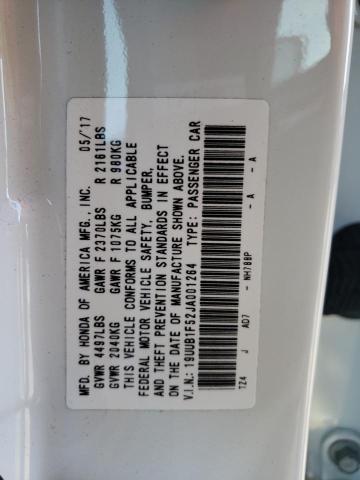 MFD. BY HONDA OF AMERICA MFG., INC. 05/'17
GVWR 4497LBS GAWR F 2370LBS R 2161LBS
GVWR 2040KG GAWR F 1075KG R 980KG
THIS VEHICLE CONFORMS TO ALL APPLICABLE
FEDERAL MOTOR VEHICLE SAFETY, BUMPER,
AND THEFT PREVENTION STANDARDS IN EFFECT
ON THE DATE OF MANUFACTURE SHOWN ABOVE.
V.I.N.: 19UUB1F52JA001264 TYPE: PASSENGER CAR
TZ4 J AD7 - NH788P - A - A